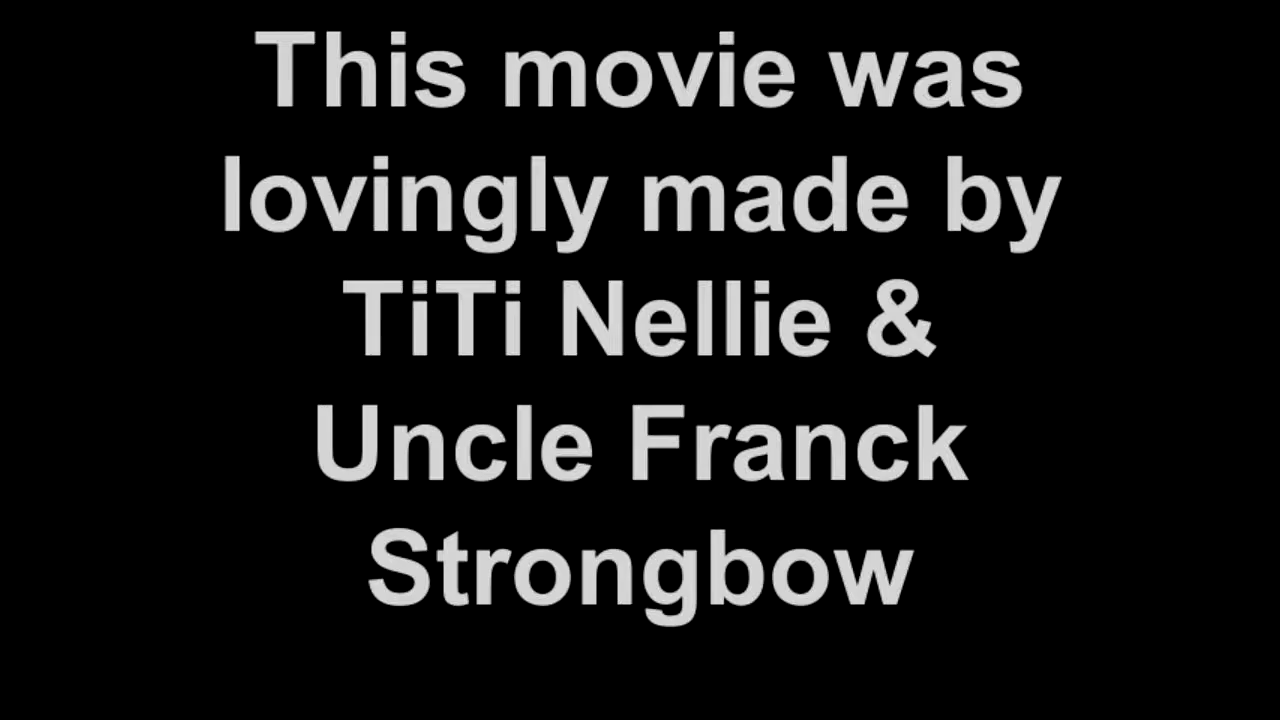 This movie was
lovingly made by
TiTi Nellie &
Uncle Franck
Strongbow